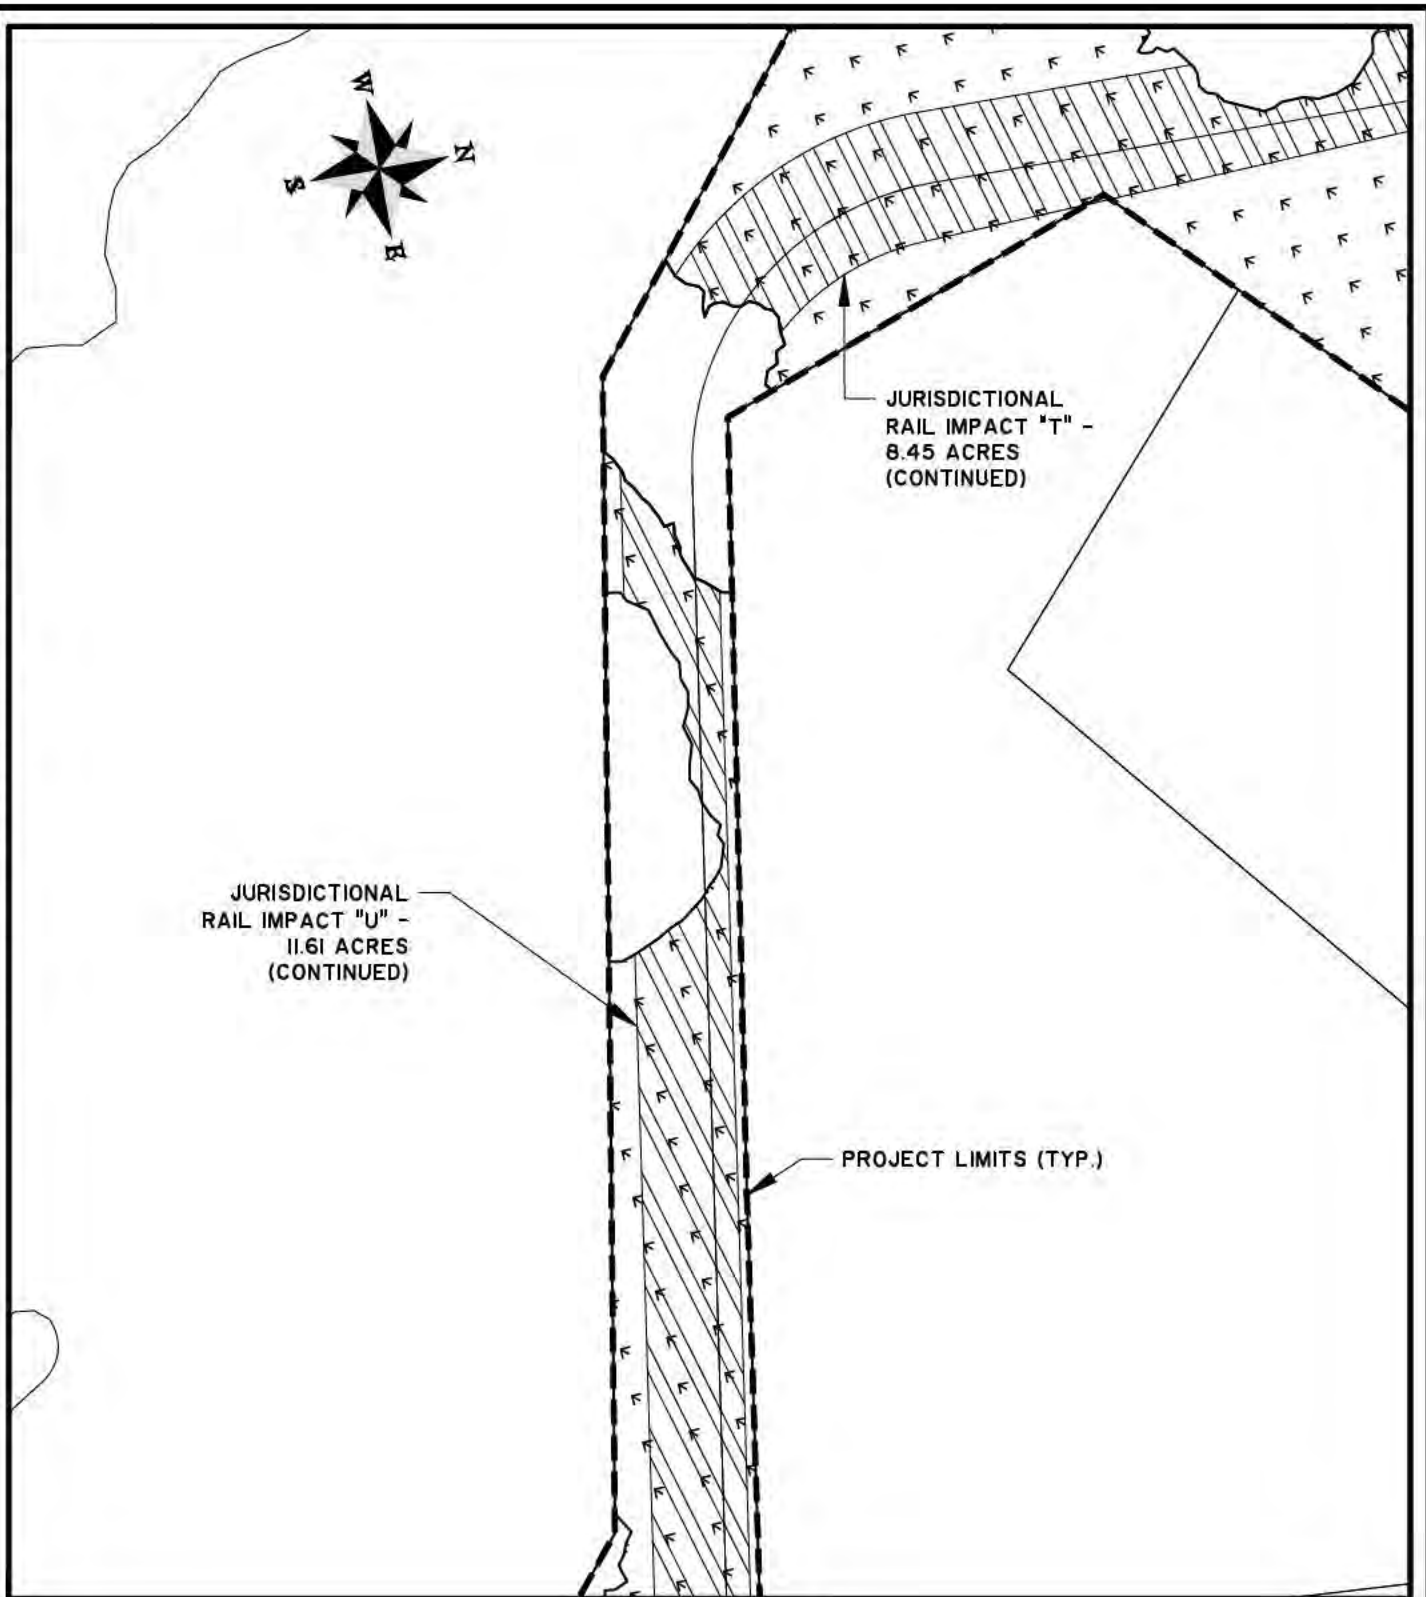 W
N
S
E
JURISDICTIONAL
RAIL IMPACT "T" -
8.45 ACRES
(CONTINUED)
JURISDICTIONAL
RAIL IMPACT "U" -
11.61 ACRES
(CONTINUED)
PROJECT LIMITS (TYP.)